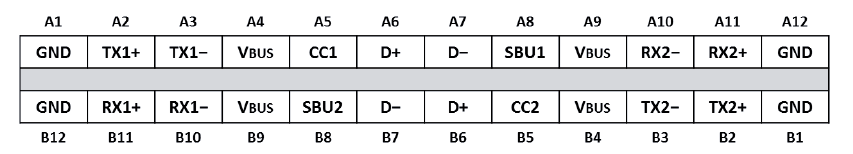 A1 A2 A3 A4 A5 A6 A7 A8 A9 A10 A11 A12
GND TX1+ TX1− VBUS CC1 D+ D− SBU1 VBUS RX2− RX2+ GND
GND RX1+ RX1− VBUS SBU2 D− D+ CC2 VBUS TX2− TX2+ GND
B12 B11 B10 B9 B8 B7 B6 B5 B4 B3 B2 B1